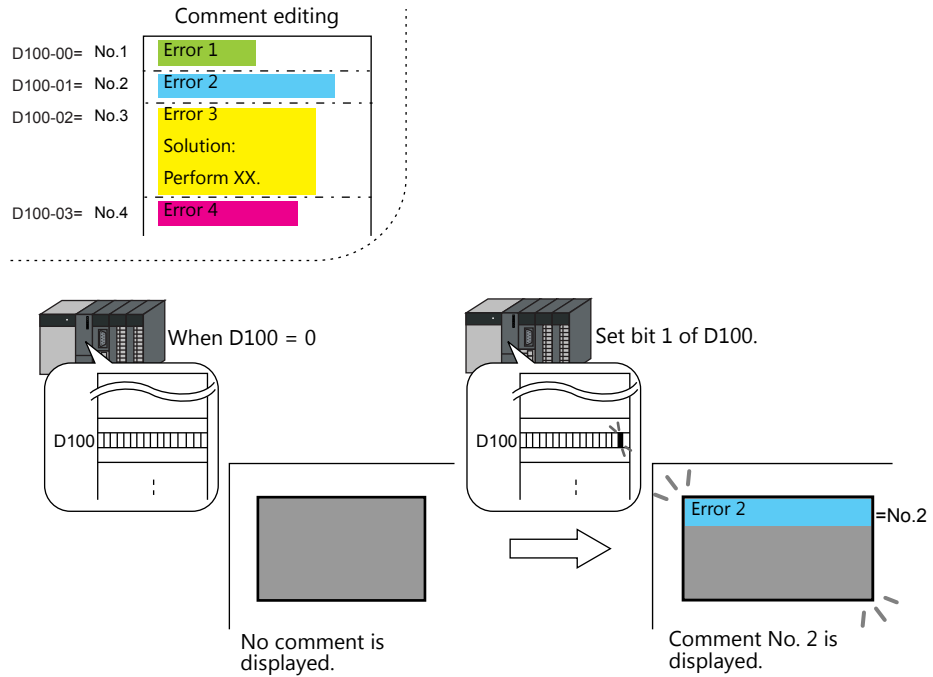 Comment editing
D100-00= No.1 Error 1
D100-01= No.2 Error 2
D100-02= No.3 Error 3
Solution:
Perform XX.
D100-03= No.4 Error 4
When D100 = 0
D100
No comment is
displayed.
Set bit 1 of D100.
D100
Error 2
=No.2
Comment No. 2 is
displayed.